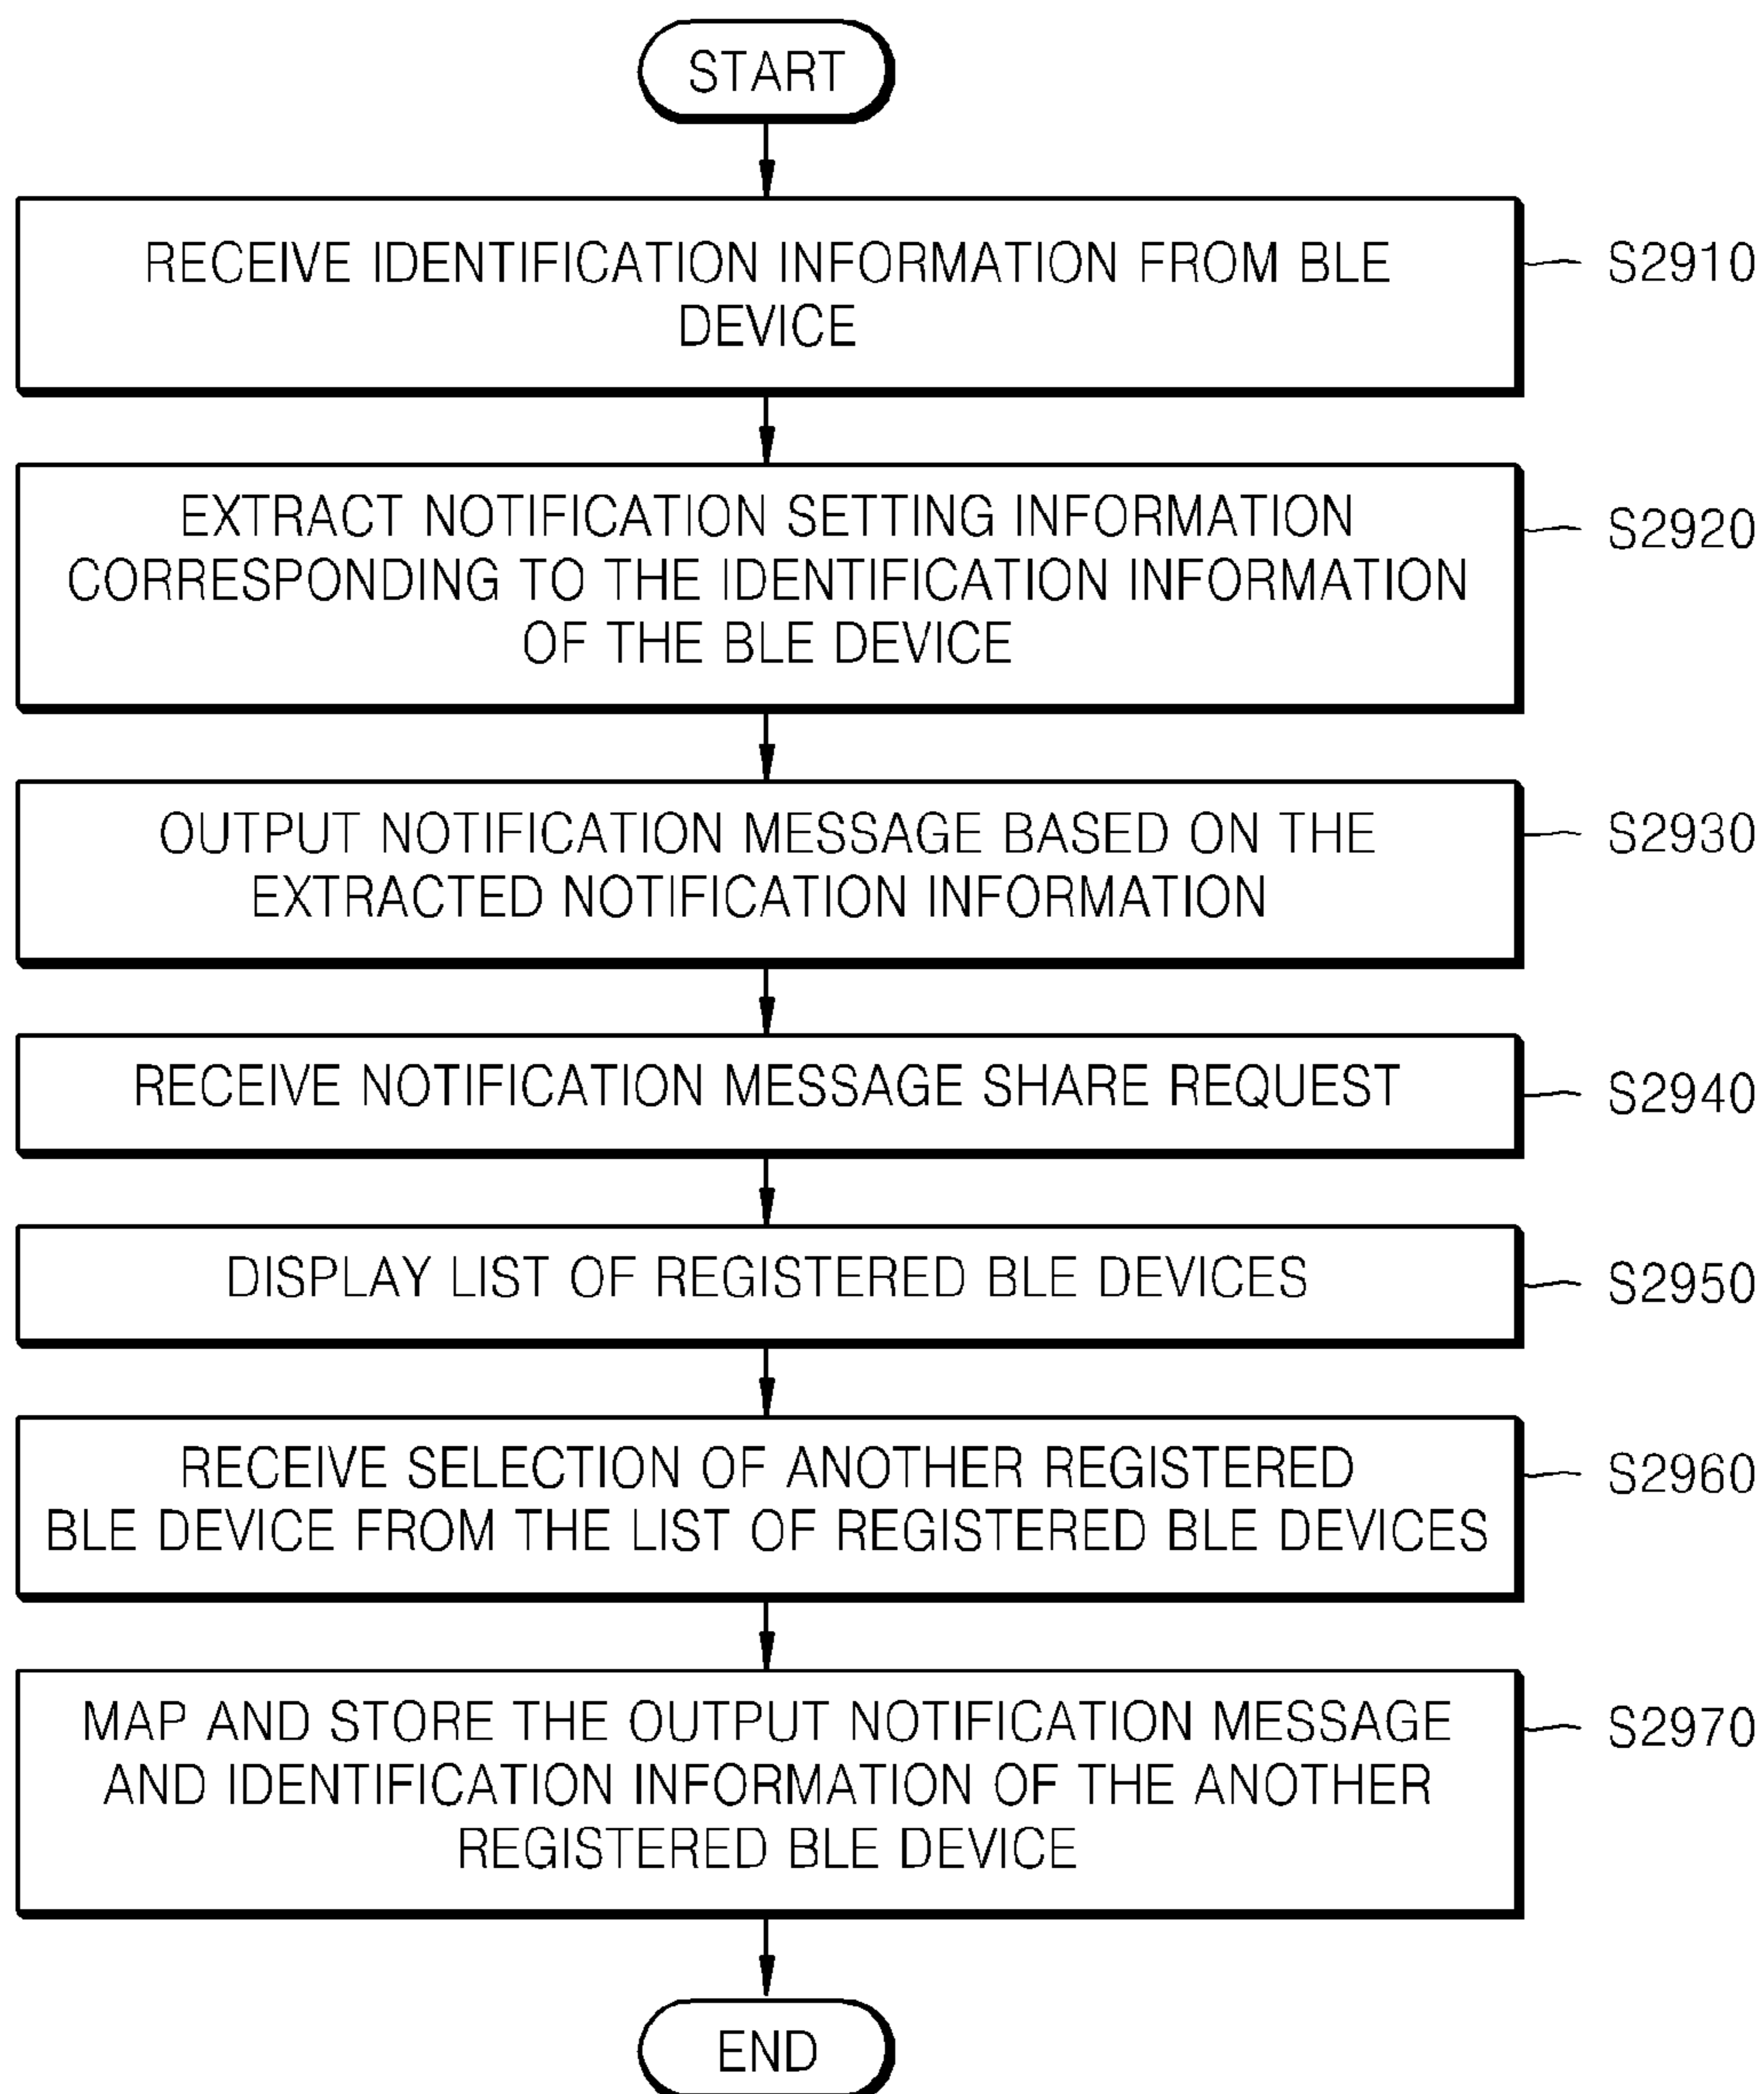 START
RECEIVE IDENTIFICATION INFORMATION FROM BLE
DEVICE
S2910
EXTRACT NOTIFICATION SETTING INFORMATION
CORRESPONDING TO THE IDENTIFICATION INFORMATION
OF THE BLE DEVICE
S2920
OUTPUT NOTIFICATION MESSAGE BASED ON THE
EXTRACTED NOTIFICATION INFORMATION
S2930
RECEIVE NOTIFICATION MESSAGE SHARE REQUEST
S2940
DISPLAY LIST OF REGISTERED BLE DEVICES
S2950
RECEIVE SELECTION OF ANOTHER REGISTERED
BLE DEVICE FROM THE LIST OF REGISTERED BLE DEVICES
S2960
MAP AND STORE THE OUTPUT NOTIFICATION MESSAGE
AND IDENTIFICATION INFORMATION OF THE ANOTHER
REGISTERED BLE DEVICE
S2970
END